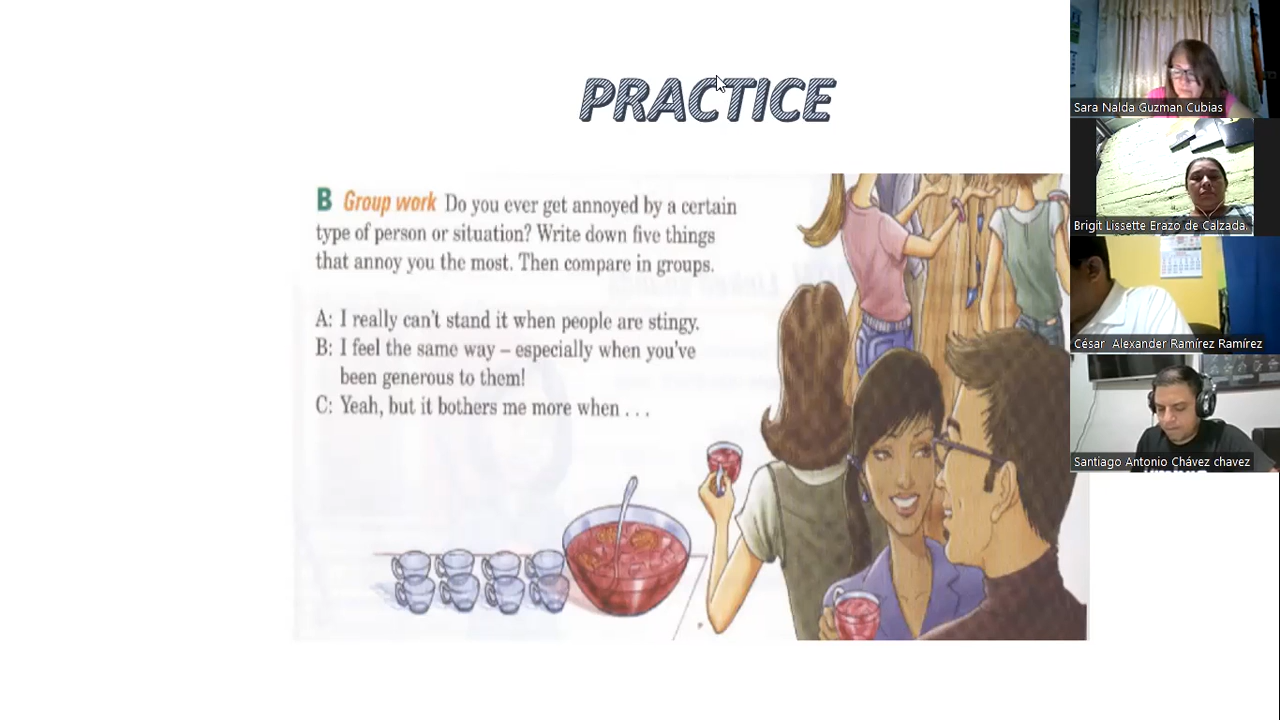 PRACTICE
B Group work Do you ever get annoyed by a certain
type of person or situation? Write down five things
that annoy you the most. Then compare in groups.
A: I really can't stand it when people are stingy.
B: I feel the same way – especially when you've
been generous to them!
C: Yeah, but it bothers me more when . . .
Sara Nalda Guzman Cubias
Brigit Lissette Erazo de Calzada.
César Alexander Ramírez Ramírez
Santiago Antonio Chávez chavez